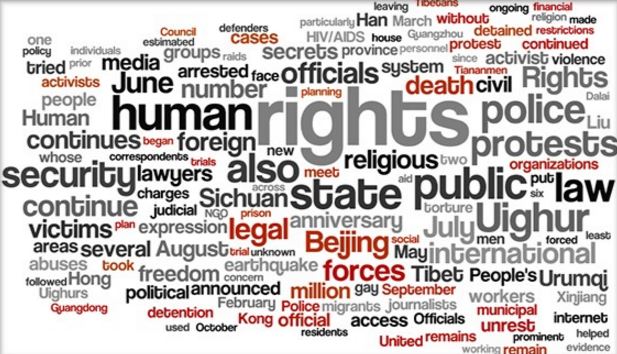 leaving Tibetans ongoing financial
particularly Han March without religion made
one Council defenders HIV/AIDS house Guangzhou detained restrictions
policy individuals estimated cases secrets province personnel protest continued
tried prior media groups raids officials system since activist violence
activists June arrested face Tiananmen Rights
people number planning death civil Dalai
Human human rights police Liu
continues began foreign new protests
whose correspondents trials also meet religious two organizations
security lawyers state public put law
charges Sichuan across aid six
continue judicial NGO prison torture Uighur
victims plan expression legal anniversary July men forced least
areas several August trial unknown Beijing social May international
abuses took freedom earthquake forces Tibet People's Urumqi
followed Hong concern
Uighurs political announced million gay September workers Xinjiang
Guangdong February Police migrants journalists municipal internet
detention Kong official access Officials unrest
used October residents United remains prominent helped
working remain evidence